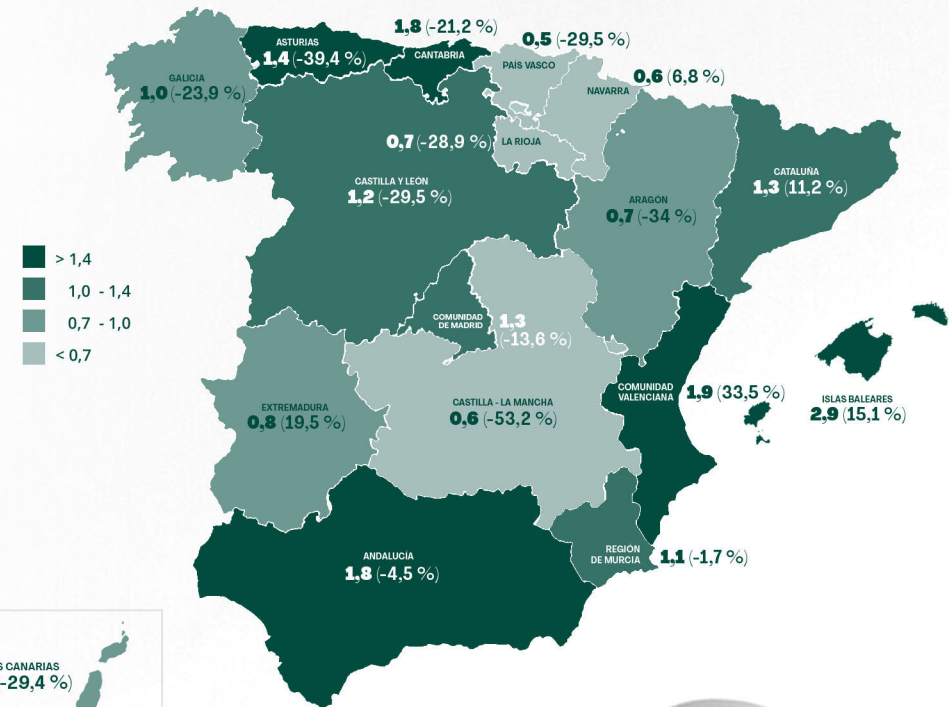 1,8 (-21,2 %)
0,5 (-29,5 %)
ASTURIAS
1,4 (-39,4 %)
CANTABRIA
PAÍS VASCO
0,6 (6,8 %)
NAVARRA
GALICIA
1,0 (-23,9 %)
0,7 (-28,9 %)
LA RIOJA
CASTILLA Y LEÓN
1,2 (-29,5 %)
ARAGÓN
0,7 (-34 %)
CATALUÑA
1,3 (11,2 %)
> 1,4
1,0 - 1,4
0,7 - 1,0
< 0,7
COMUNIDAD
DE MADRID
1,3
(-13,6 %)
COMUNIDAD
VALENCIANA
1,9 (33,5 %)
ISLAS BALEARES
2,9 (15,1 %)
EXTREMADURA
0,8 (19,5 %)
CASTILLA - LA MANCHA
0,6 (-53,2 %)
ANDALUCÍA
1,8 (-4,5 %)
REGIÓN
DE MURCIA
1,1 (-1,7 %)
S CANARIAS
-29,4 %)